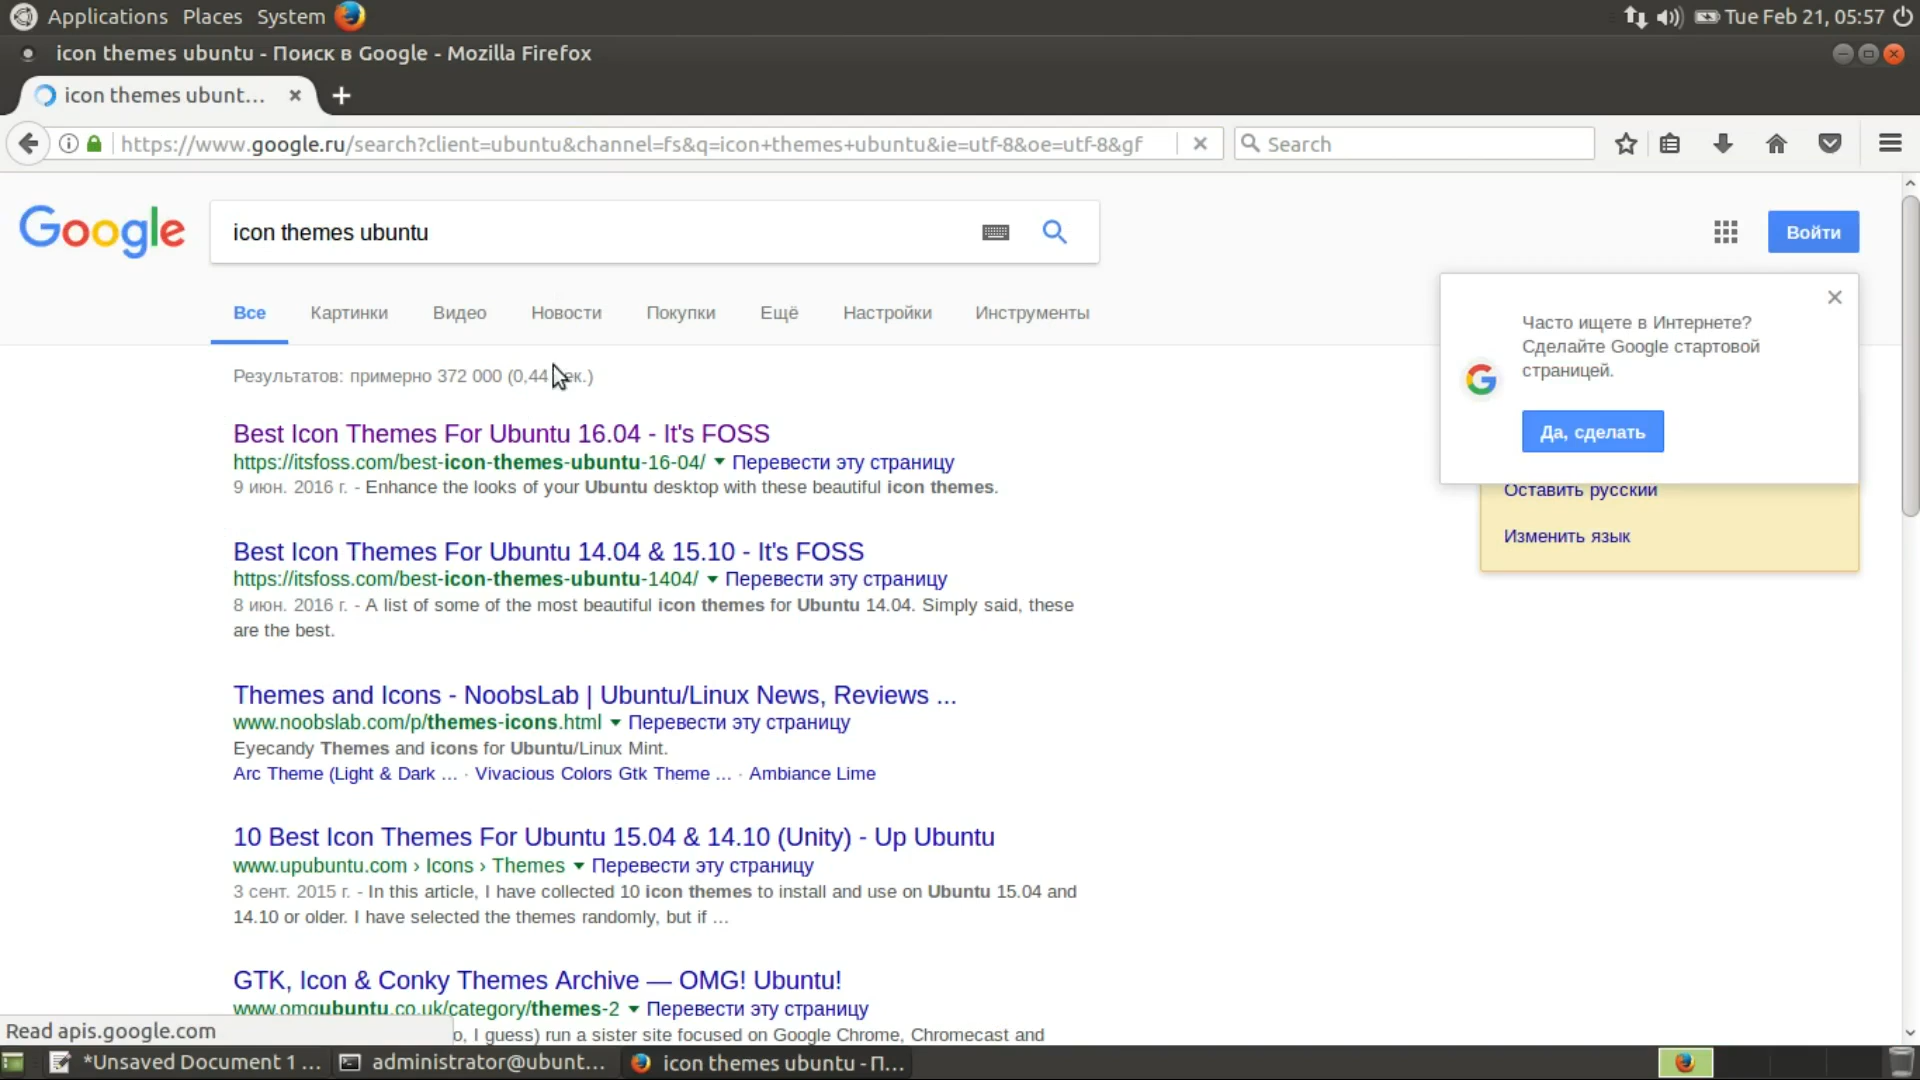 Applications Places System
Tue Feb 21, 05:57
icon themes ubuntu - Поиск в Google - Mozilla Firefox
icon themes ubunt...
https://www.google.ru/search?client=ubuntu&channel=fs&q=icon+themes+ubuntu&ie=utf-8&oe=utf-8&gf
Search
Google
icon themes ubuntu
Войти
Все Картинки Видео Новости Покупки Ещё Настройки Инструменты
Часто ищете в Интернете?
Сделайте Google стартовой
страницей.
Да, сделать
Оставить русский
Изменить язык
Результатов: примерно 372 000 (0,44 сек.)
Best Icon Themes For Ubuntu 16.04 - It's FOSS
https://itsfoss.com/best-icon-themes-ubuntu-16-04/ Перевести эту страницу
9 июн. 2016 г. - Enhance the looks of your Ubuntu desktop with these beautiful icon themes.
Best Icon Themes For Ubuntu 14.04 & 15.10 - It's FOSS
https://itsfoss.com/best-icon-themes-ubuntu-1404/ Перевести эту страницу
8 июн. 2016 г. - A list of some of the most beautiful icon themes for Ubuntu 14.04. Simply said, these
are the best.
Themes and Icons - NoobsLab | Ubuntu/Linux News, Reviews ...
www.noobslab.com/p/themes-icons.html Перевести эту страницу
Eyecandy Themes and icons for Ubuntu/Linux Mint.
Arc Theme (Light & Dark ... · Vivacious Colors Gtk Theme ... · Ambiance Lime
10 Best Icon Themes For Ubuntu 15.04 & 14.10 (Unity) - Up Ubuntu
www.upubuntu.com › Icons › Themes Перевести эту страницу
3 сент. 2015 г. - In this article, I have collected 10 icon themes to install and use on Ubuntu 15.04 and
14.10 or older. I have selected the themes randomly, but if ...
GTK, Icon & Conky Themes Archive — OMG! Ubuntu!
www.omgubuntu.co.uk/category/themes-2 Перевести эту страницу
o, I guess) run a sister site focused on Google Chrome, Chromecast and
Read apis.google.com
*Unsaved Document 1 ...
administrator@ubunt...
icon themes ubuntu - П...